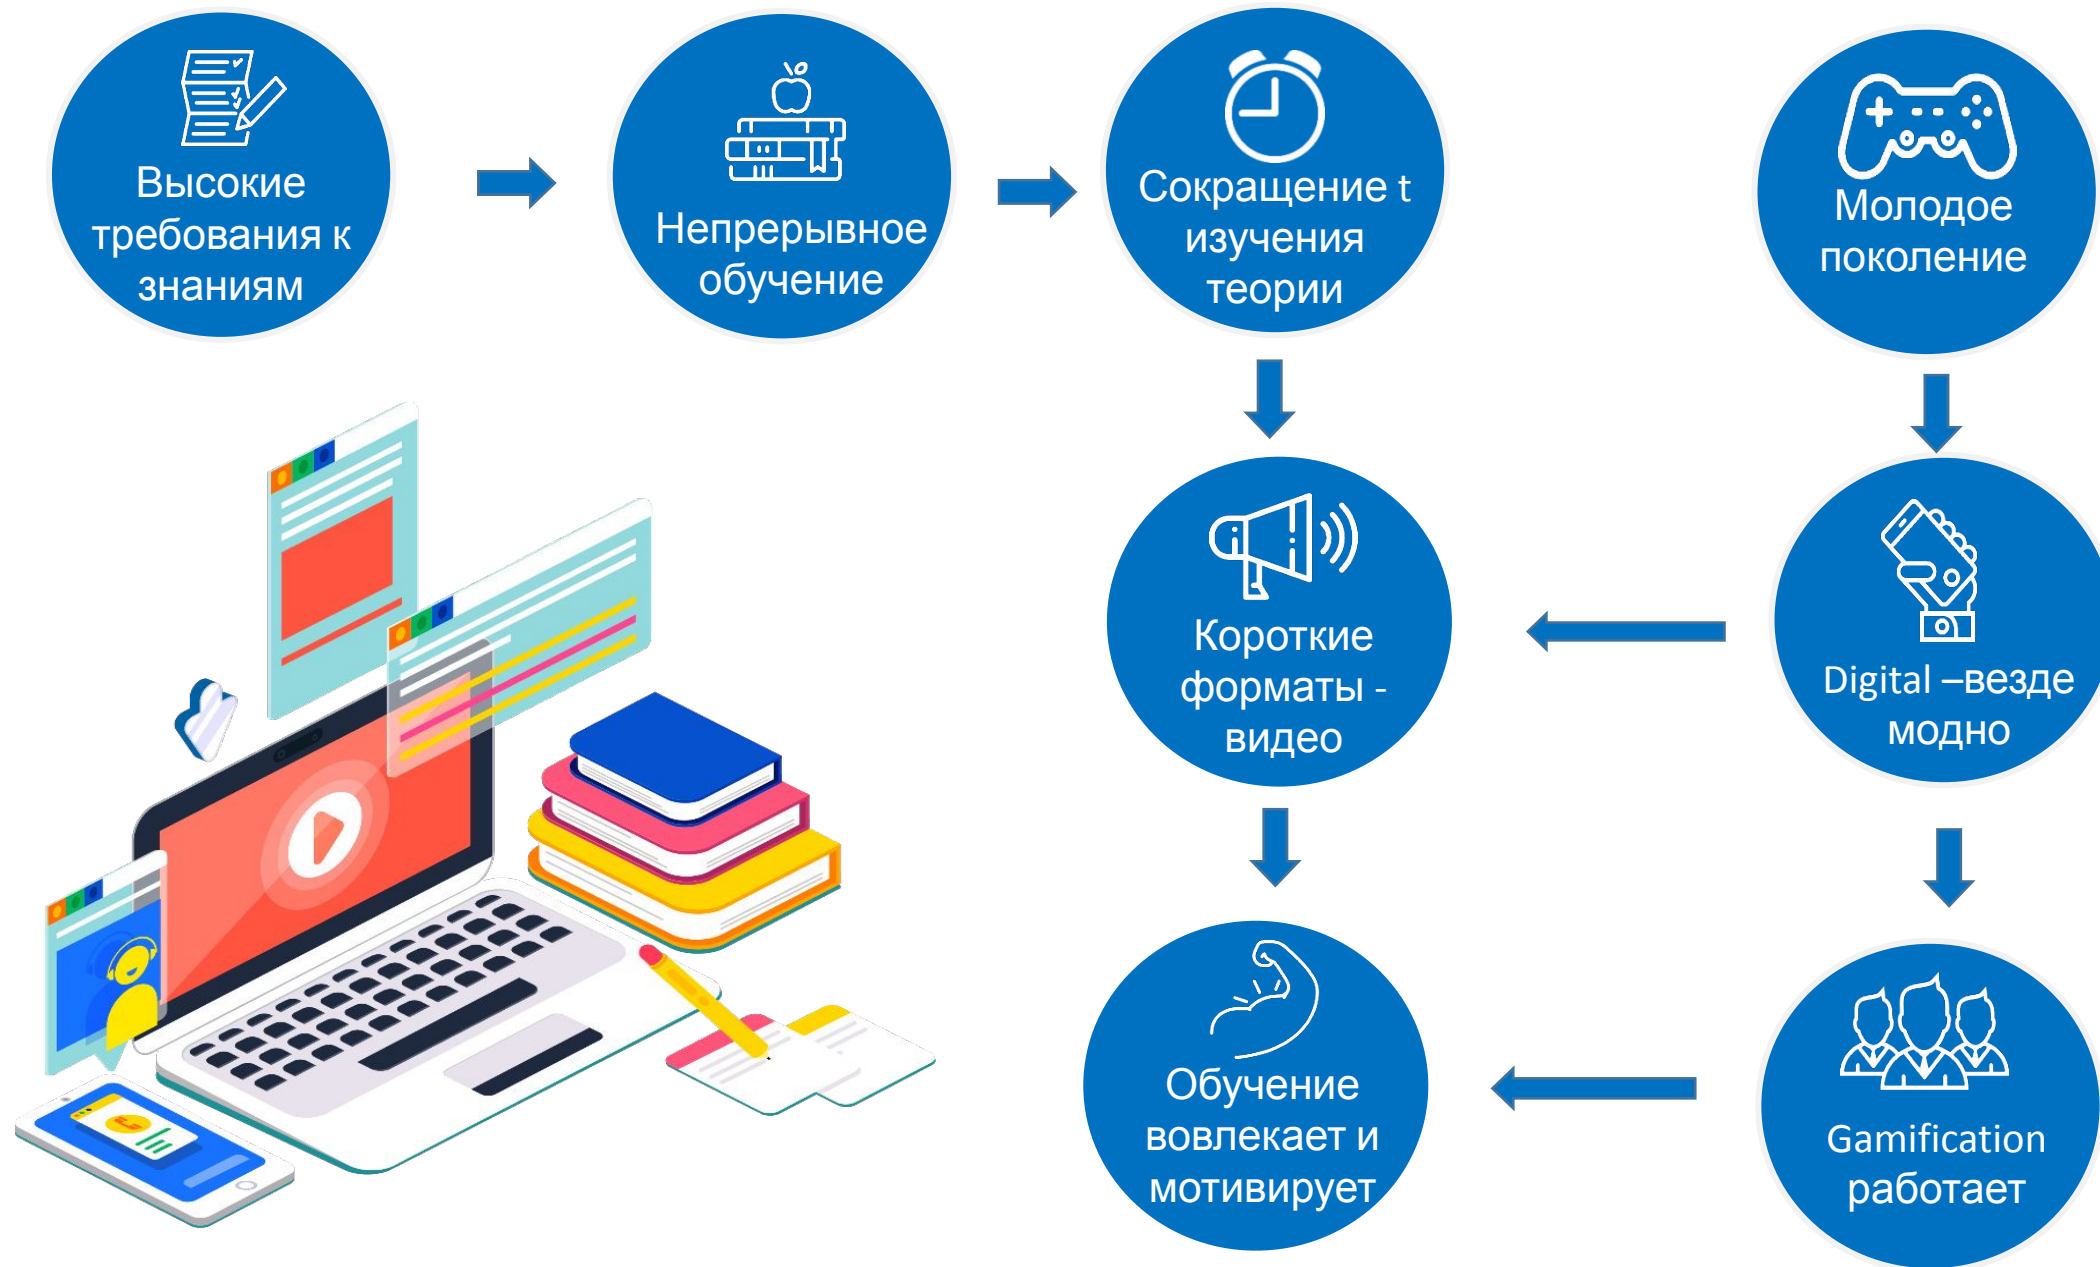 Высокие
требования к
знаниям
Непрерывное
обучение
Сокращение t
изучения
теории
Молодое
поколение
Короткие
форматы -
видео
Digital –везде
модно
Обучение
вовлекает и
мотивирует
Gamification
работает